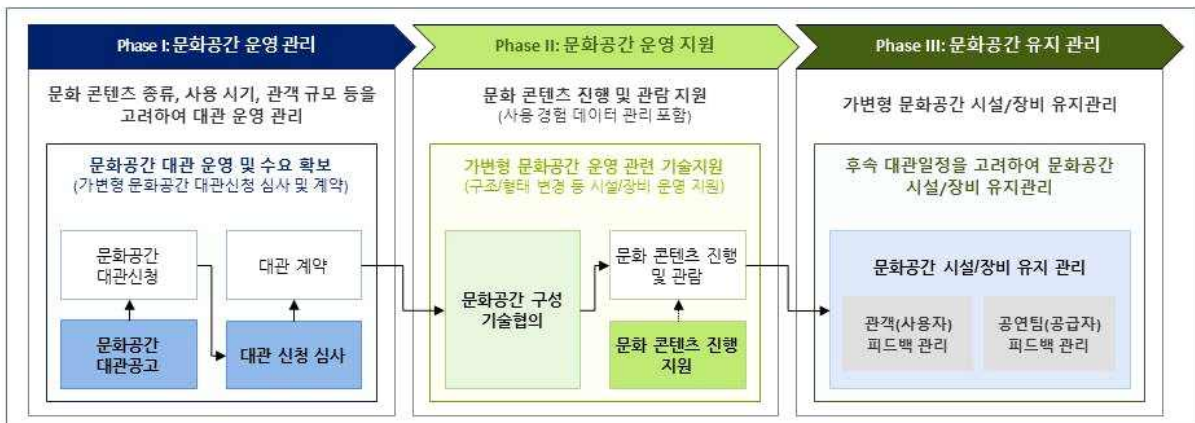 Phase I: 문화공간 운영 관리
문화 콘텐츠 종류, 사용 시기, 관객 규모 등을
고려하여 대관 운영 관리
문화공간 대관 운영 및 수요 확보
(가변형 문화공간 대관신청 심사 및 계약)
문화공간
대관신청
대관 계약
문화공간
대관공고
대관 신청 심사
Phase II: 문화공간 운영 지원
문화 콘텐츠 진행 및 관람 지원
(사용 경험 데이터 관리 포함)
가변형 문화공간 운영 관련 기술지원
(구조/형태 변경 등 시설/장비 운영 지원)
문화공간 구성
기술협의
문화 콘텐츠 진행
및 관람
문화 콘텐츠 진행
지원
Phase III: 문화공간 유지 관리
가변형 문화공간 시설/장비 유지관리
후속 대관일정을 고려하여 문화공간
시설/장비 유지관리
문화공간 시설/장비 유지 관리
관객(사용자)
피드백 관리
공연팀(공급자)
피드백 관리